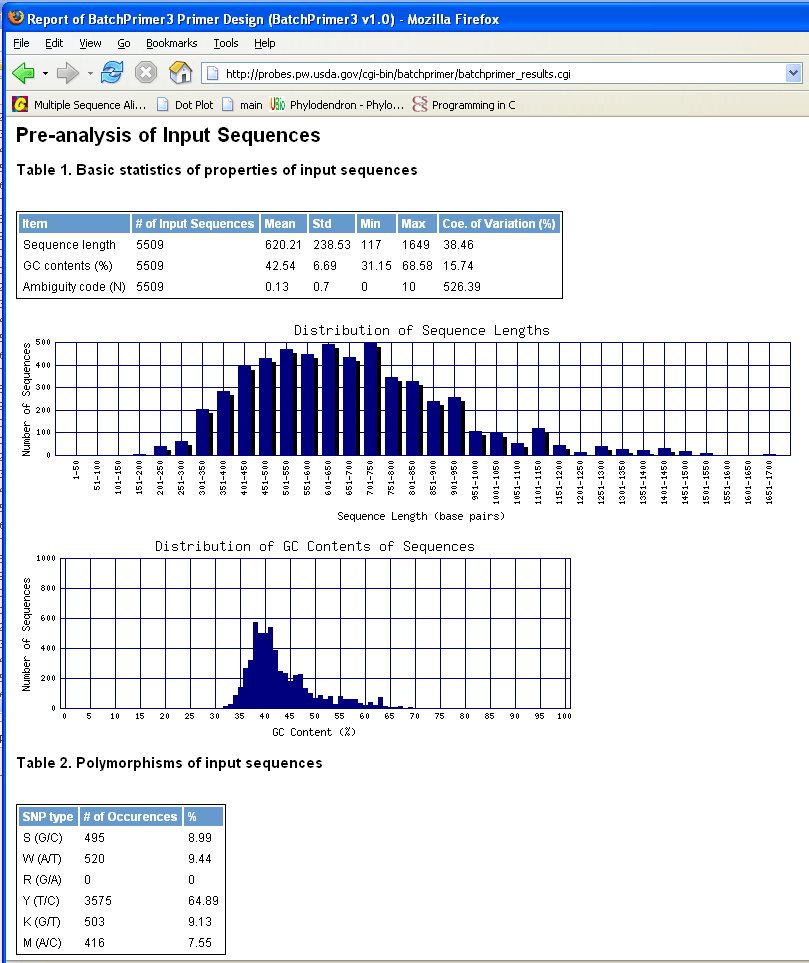 Report of BatchPrimer3 Primer Design (BatchPrimer3 v1.0) - Mozilla Firefox
File Edit View Go Bookmarks Tools Help
http://probes.pw.usda.gov/cgi-bin/batchprimer/batchprimer_results.cgi
Multiple Sequence Ali... Dot Plot main UBio Phylodendron - Phylo... Programming in C
Pre-analysis of Input Sequences
Table 1. Basic statistics of properties of input sequences
Item # of Input Sequences Mean Std Min Max Coe. of Variation (%)
Sequence length 5509 620.21 238.53 117 1649 38.46
GC contents (%) 5509 42.54 6.69 31.15 68.58 15.74
Ambiguity code (N) 5509 0.13 0.7 0 10 526.39
Distribution of Sequence Lengths
Number of Sequences
500
400
300
200
100
0
1-50 51-100 101-150 151-200 201-250 251-300 301-350 351-400 401-450 451-500 501-550 551-600 601-650 651-700 701-750 751-800 801-850 851-900 901-950 951-1000 1001-1050 1051-1100 1101-1150 1151-1200 1201-1250 1251-1300 1301-1350 1351-1400 1401-1450 1451-1500 1501-1550 1551-1600 1601-1650 1651-1700
Sequence Length (base pairs)
Distribution of GC Contents of Sequences
Number of Sequences
1000
800
600
400
200
0
0 5 10 15 20 25 30 35 40 45 50 55 60 65 70 75 80 85 90 95 100
GC Content (%)
Table 2. Polymorphisms of input sequences
SNP type # of Occurences %
S (G/C) 495 8.99
W (A/T) 520 9.44
R (G/A) 0 0
Y (T/C) 3575 64.89
K (G/T) 503 9.13
M (A/C) 416 7.55